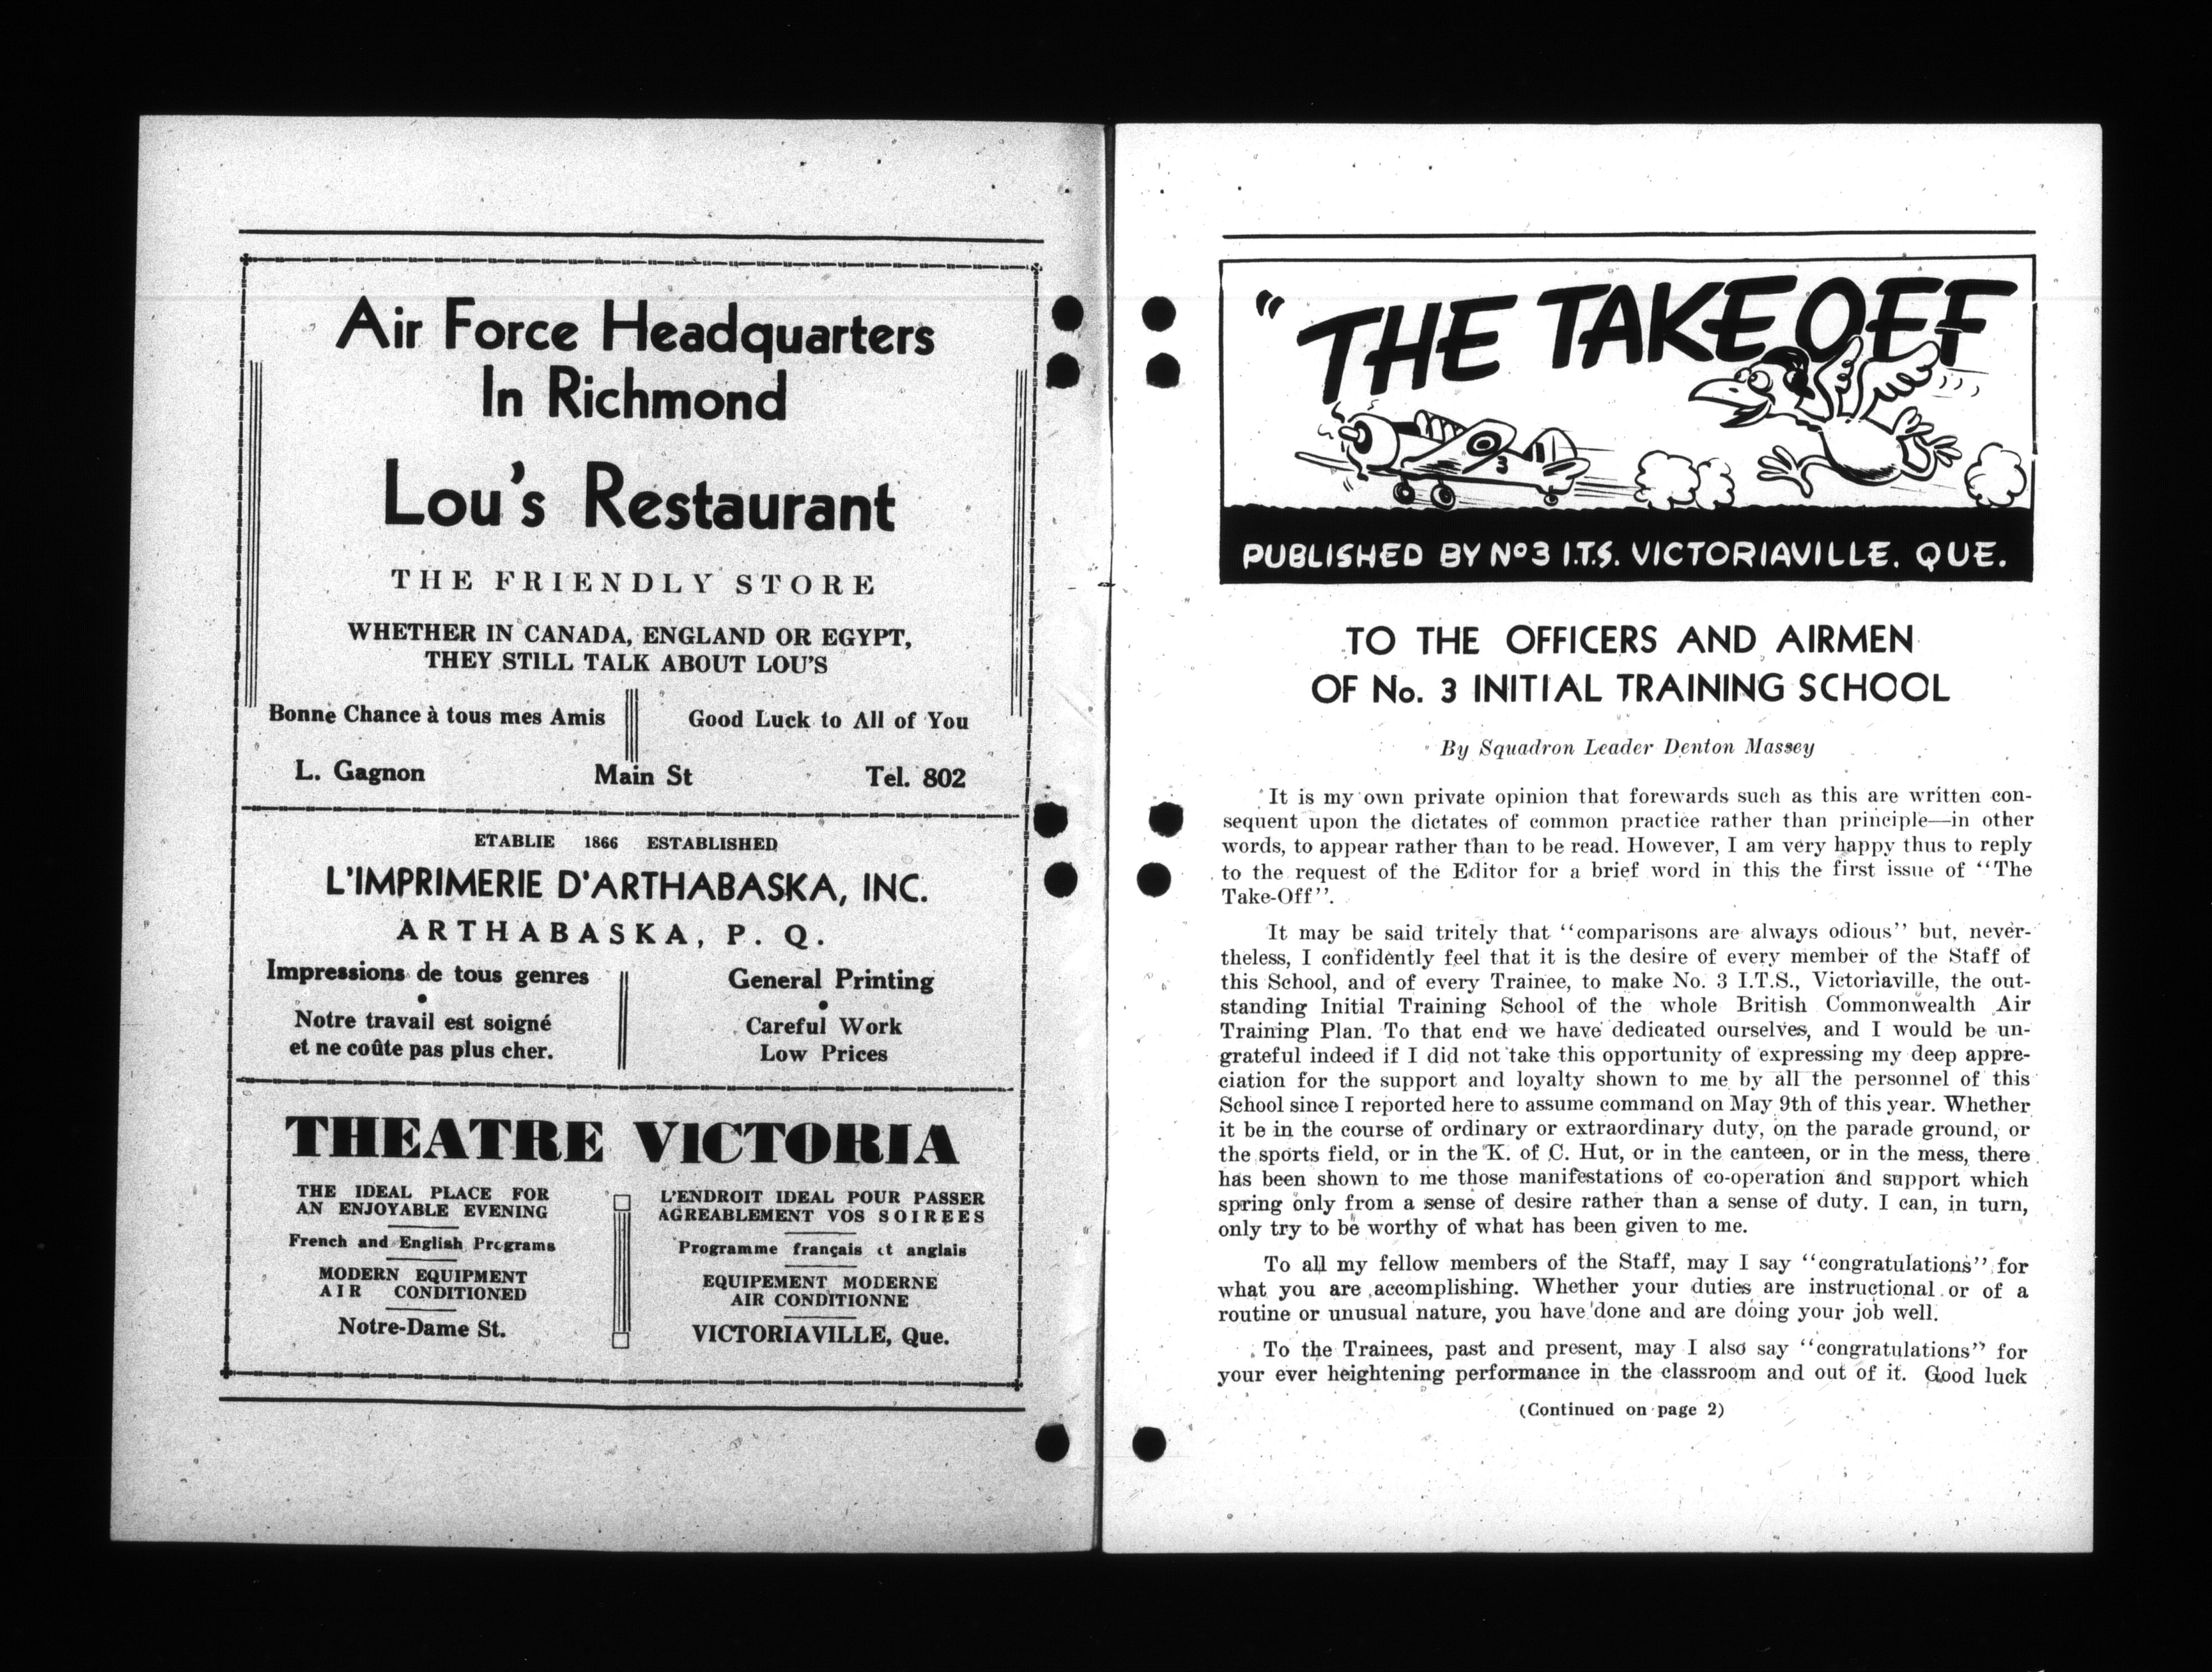 Air Force Headquarters
In Richmond
Lou's Restaurant
THE FRIENDLY STORE
WHETHER IN CANADA, ENGLAND OR EGYPT,
THEY STILL TALK ABOUT LOU'S
Bonne Chance à tous mes Amis
Good Luck to All of You
L. Gagnon Main St Tel. 802
ETABLIE 1866 ESTABLISHED
L'IMPRIMERIE D'ARTHABASKA, INC.
ARTHABASKA, P. Q.
Impressions de tous genres
Notre travail est soigné
et ne coûte pas plus cher.
General Printing
Careful Work
Low Prices
THEATRE VICTORIA
THE IDEAL PLACE FOR
AN ENJOYABLE EVENING
French and English Programs
MODERN EQUIPMENT
AIR CONDITIONED
Notre-Dame St.
L'ENDROIT IDEAL POUR PASSER
AGREABLEMENT VOS SOIREES
Programme français et anglais
EQUIPEMENT MODERNE
AIR CONDITIONNE
VICTORIAVILLE, Que.
"THE TAKE OFF
3
PUBLISHED BY No 3 I.T.S. VICTORIAVILLE. QUE.
TO THE OFFICERS AND AIRMEN
OF No. 3 INITIAL TRAINING SCHOOL
By Squadron Leader Denton Massey
It is my own private opinion that forewards such as this are written con-
sequent upon the dictates of common practice rather than principle—in other
words, to appear rather than to be read. However, I am very happy thus to reply
to the request of the Editor for a brief word in this the first issue of "The
Take-Off".
It may be said tritely that "comparisons are always odious" but, never-
theless, I confidently feel that it is the desire of every member of the Staff of
this School, and of every Trainee, to make No. 3 I.T.S., Victoriaville, the out-
standing Initial Training School of the whole British Commonwealth Air
Training Plan. To that end we have dedicated ourselves, and I would be un-
grateful indeed if I did not take this opportunity of expressing my deep appre-
ciation for the support and loyalty shown to me by all the personnel of this
School since I reported here to assume command on May 9th of this year. Whether
it be in the course of ordinary or extraordinary duty, on the parade ground, or
the sports field, or in the K. of C. Hut, or in the canteen, or in the mess, there
has been shown to me those manifestations of co-operation and support which
spring only from a sense of desire rather than a sense of duty. I can, in turn,
only try to be worthy of what has been given to me.
To all my fellow members of the Staff, may I say "congratulations" for
what you are accomplishing. Whether your duties are instructional or of a
routine or unusual nature, you have done and are doing your job well.
To the Trainees, past and present, may I also say "congratulations" for
your ever heightening performance in the classroom and out of it. Good luck
(Continued on page 2)